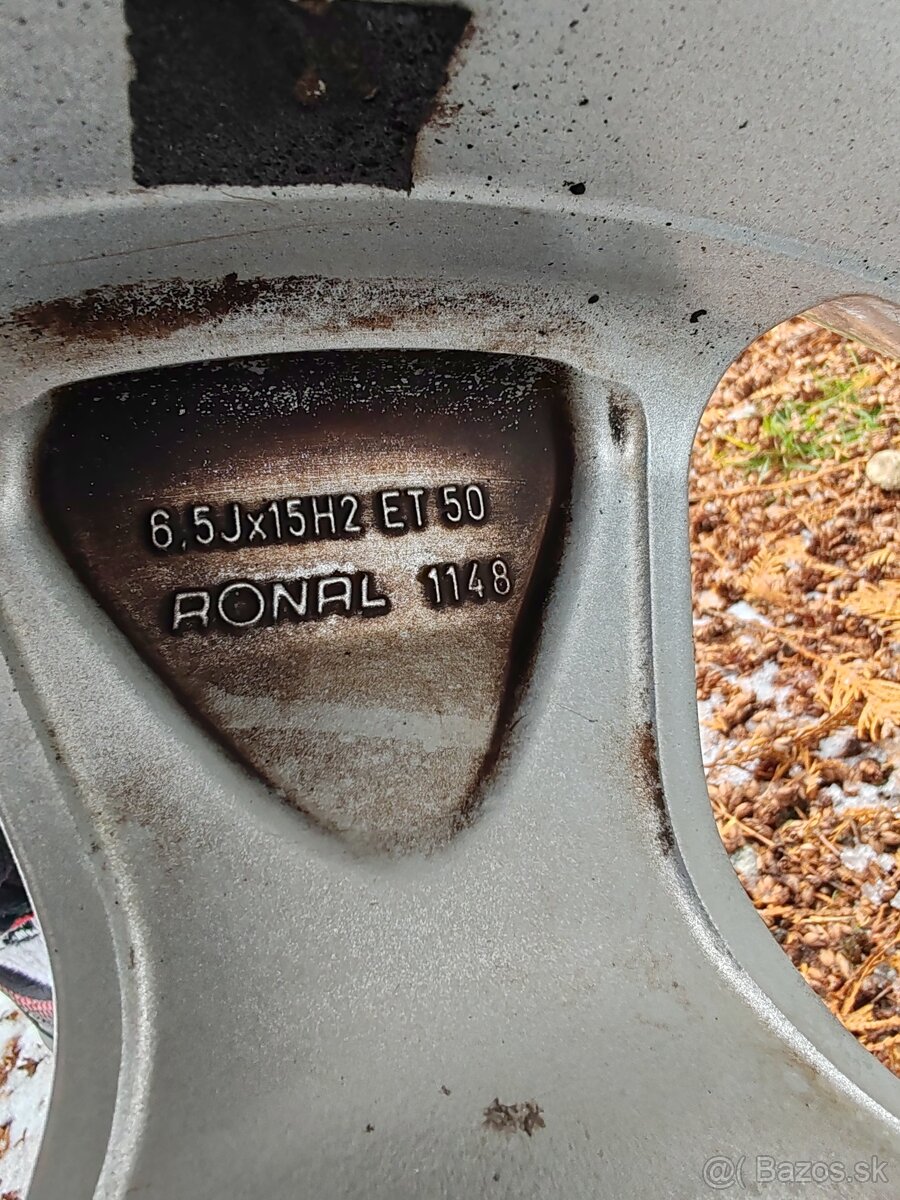 6,5Jx15H2 ET 50
RONAL 1148
@( Bazos.sk